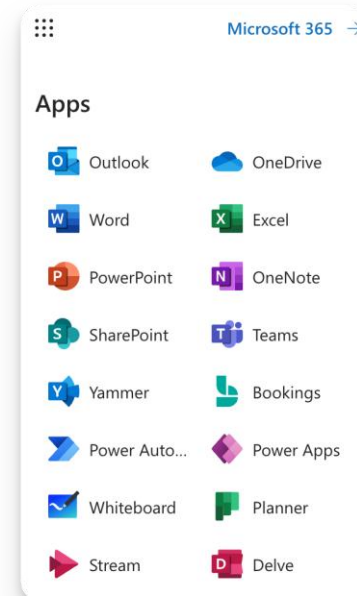 Microsoft 365 →
Apps
Outlook OneDrive
Word Excel
PowerPoint OneNote
SharePoint Teams
Yammer Bookings
Power Auto... Power Apps
Whiteboard Planner
Stream Delve